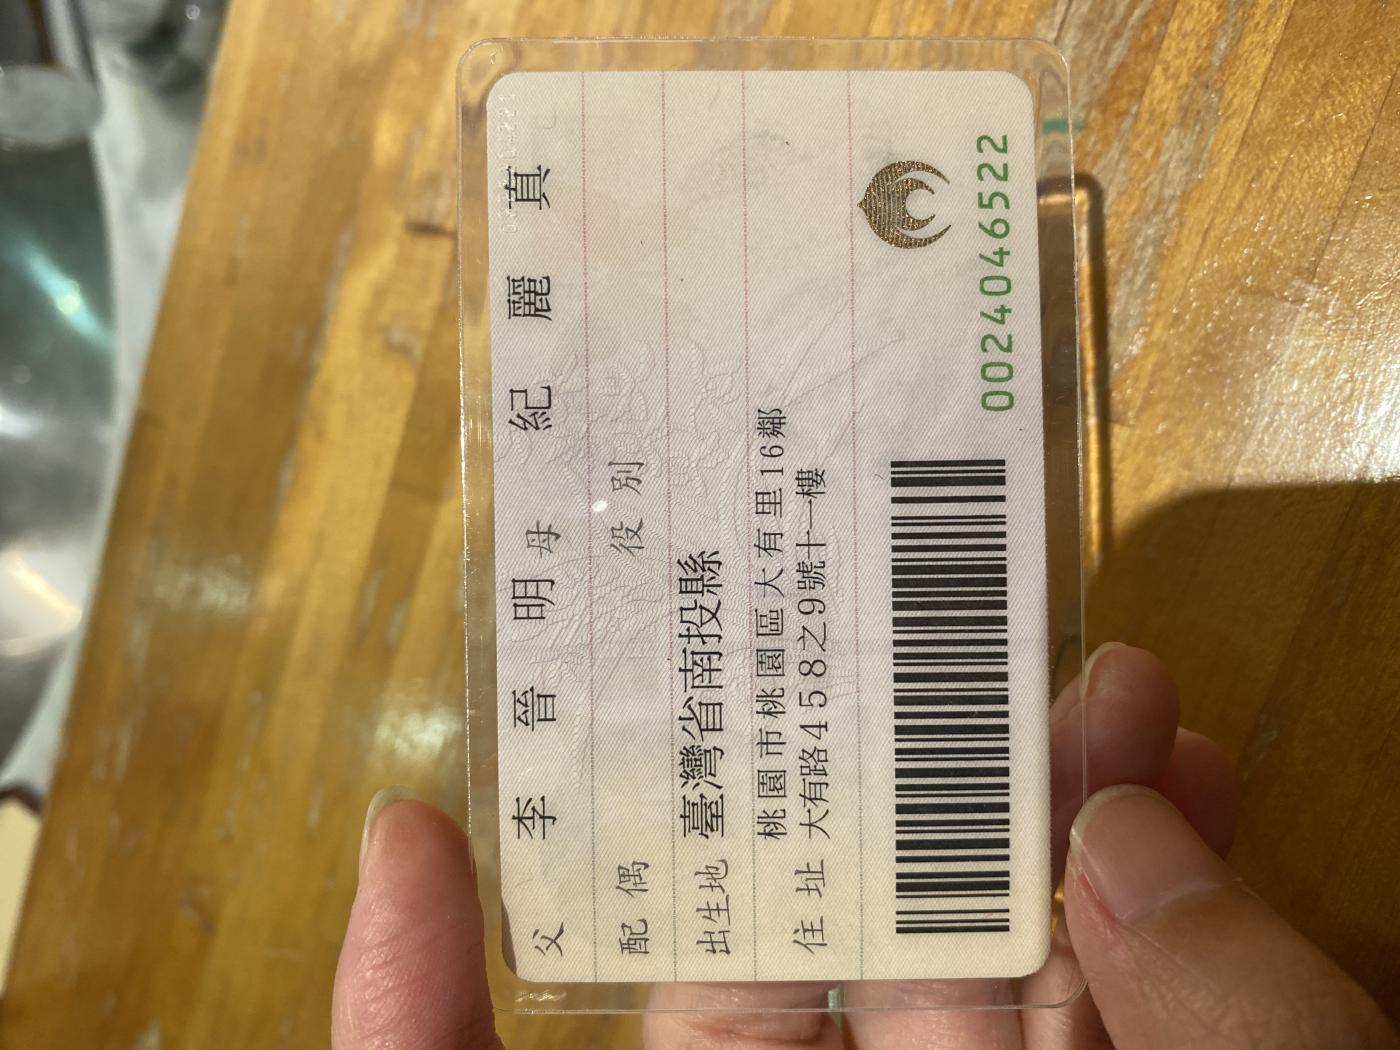 父 李晉明 母 紀麗真
配偶 役別
出生地 臺灣省南投縣
住址 桃園市桃園區大有里16鄰
大有路458之9號十一樓
0024046522